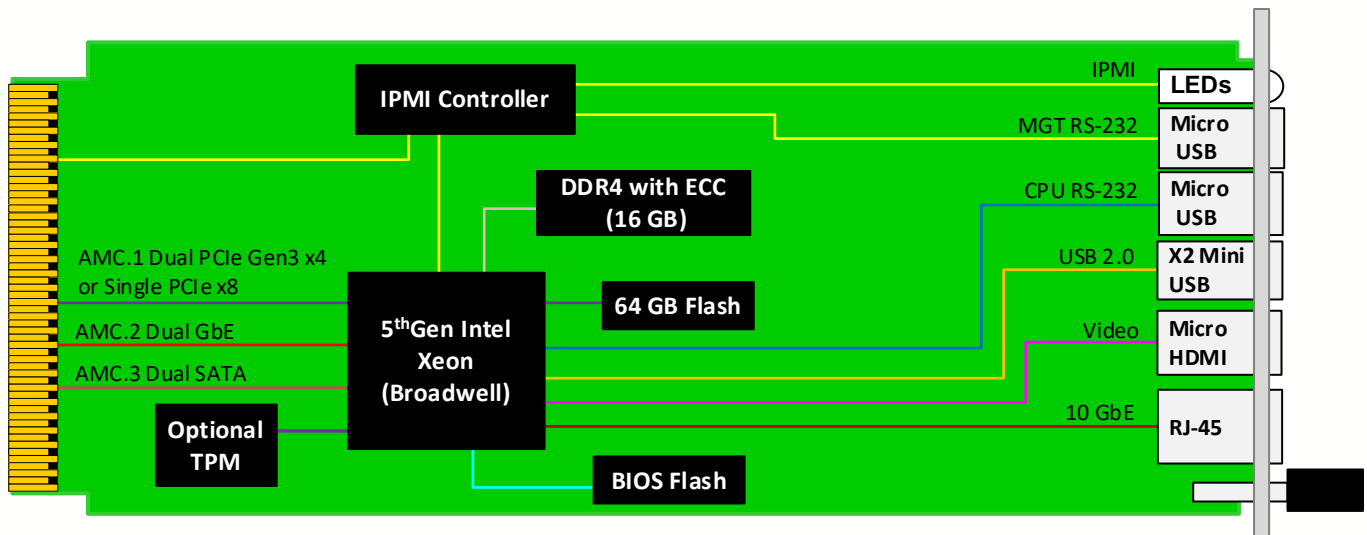 IPMI
LEDs
IPMI Controller
MGT RS-232
Micro
USB
DDR4 with ECC
(16 GB)
CPU RS-232
Micro
USB
AMC.1 Dual PCIe Gen3 x4
or Single PCIe x8
USB 2.0
X2 Mini
USB
64 GB Flash
AMC.2 Dual GbE
5thGen Intel
Xeon
(Broadwell)
Video
Micro
HDMI
AMC.3 Dual SATA
10 GbE
RJ-45
Optional
TPM
BIOS Flash